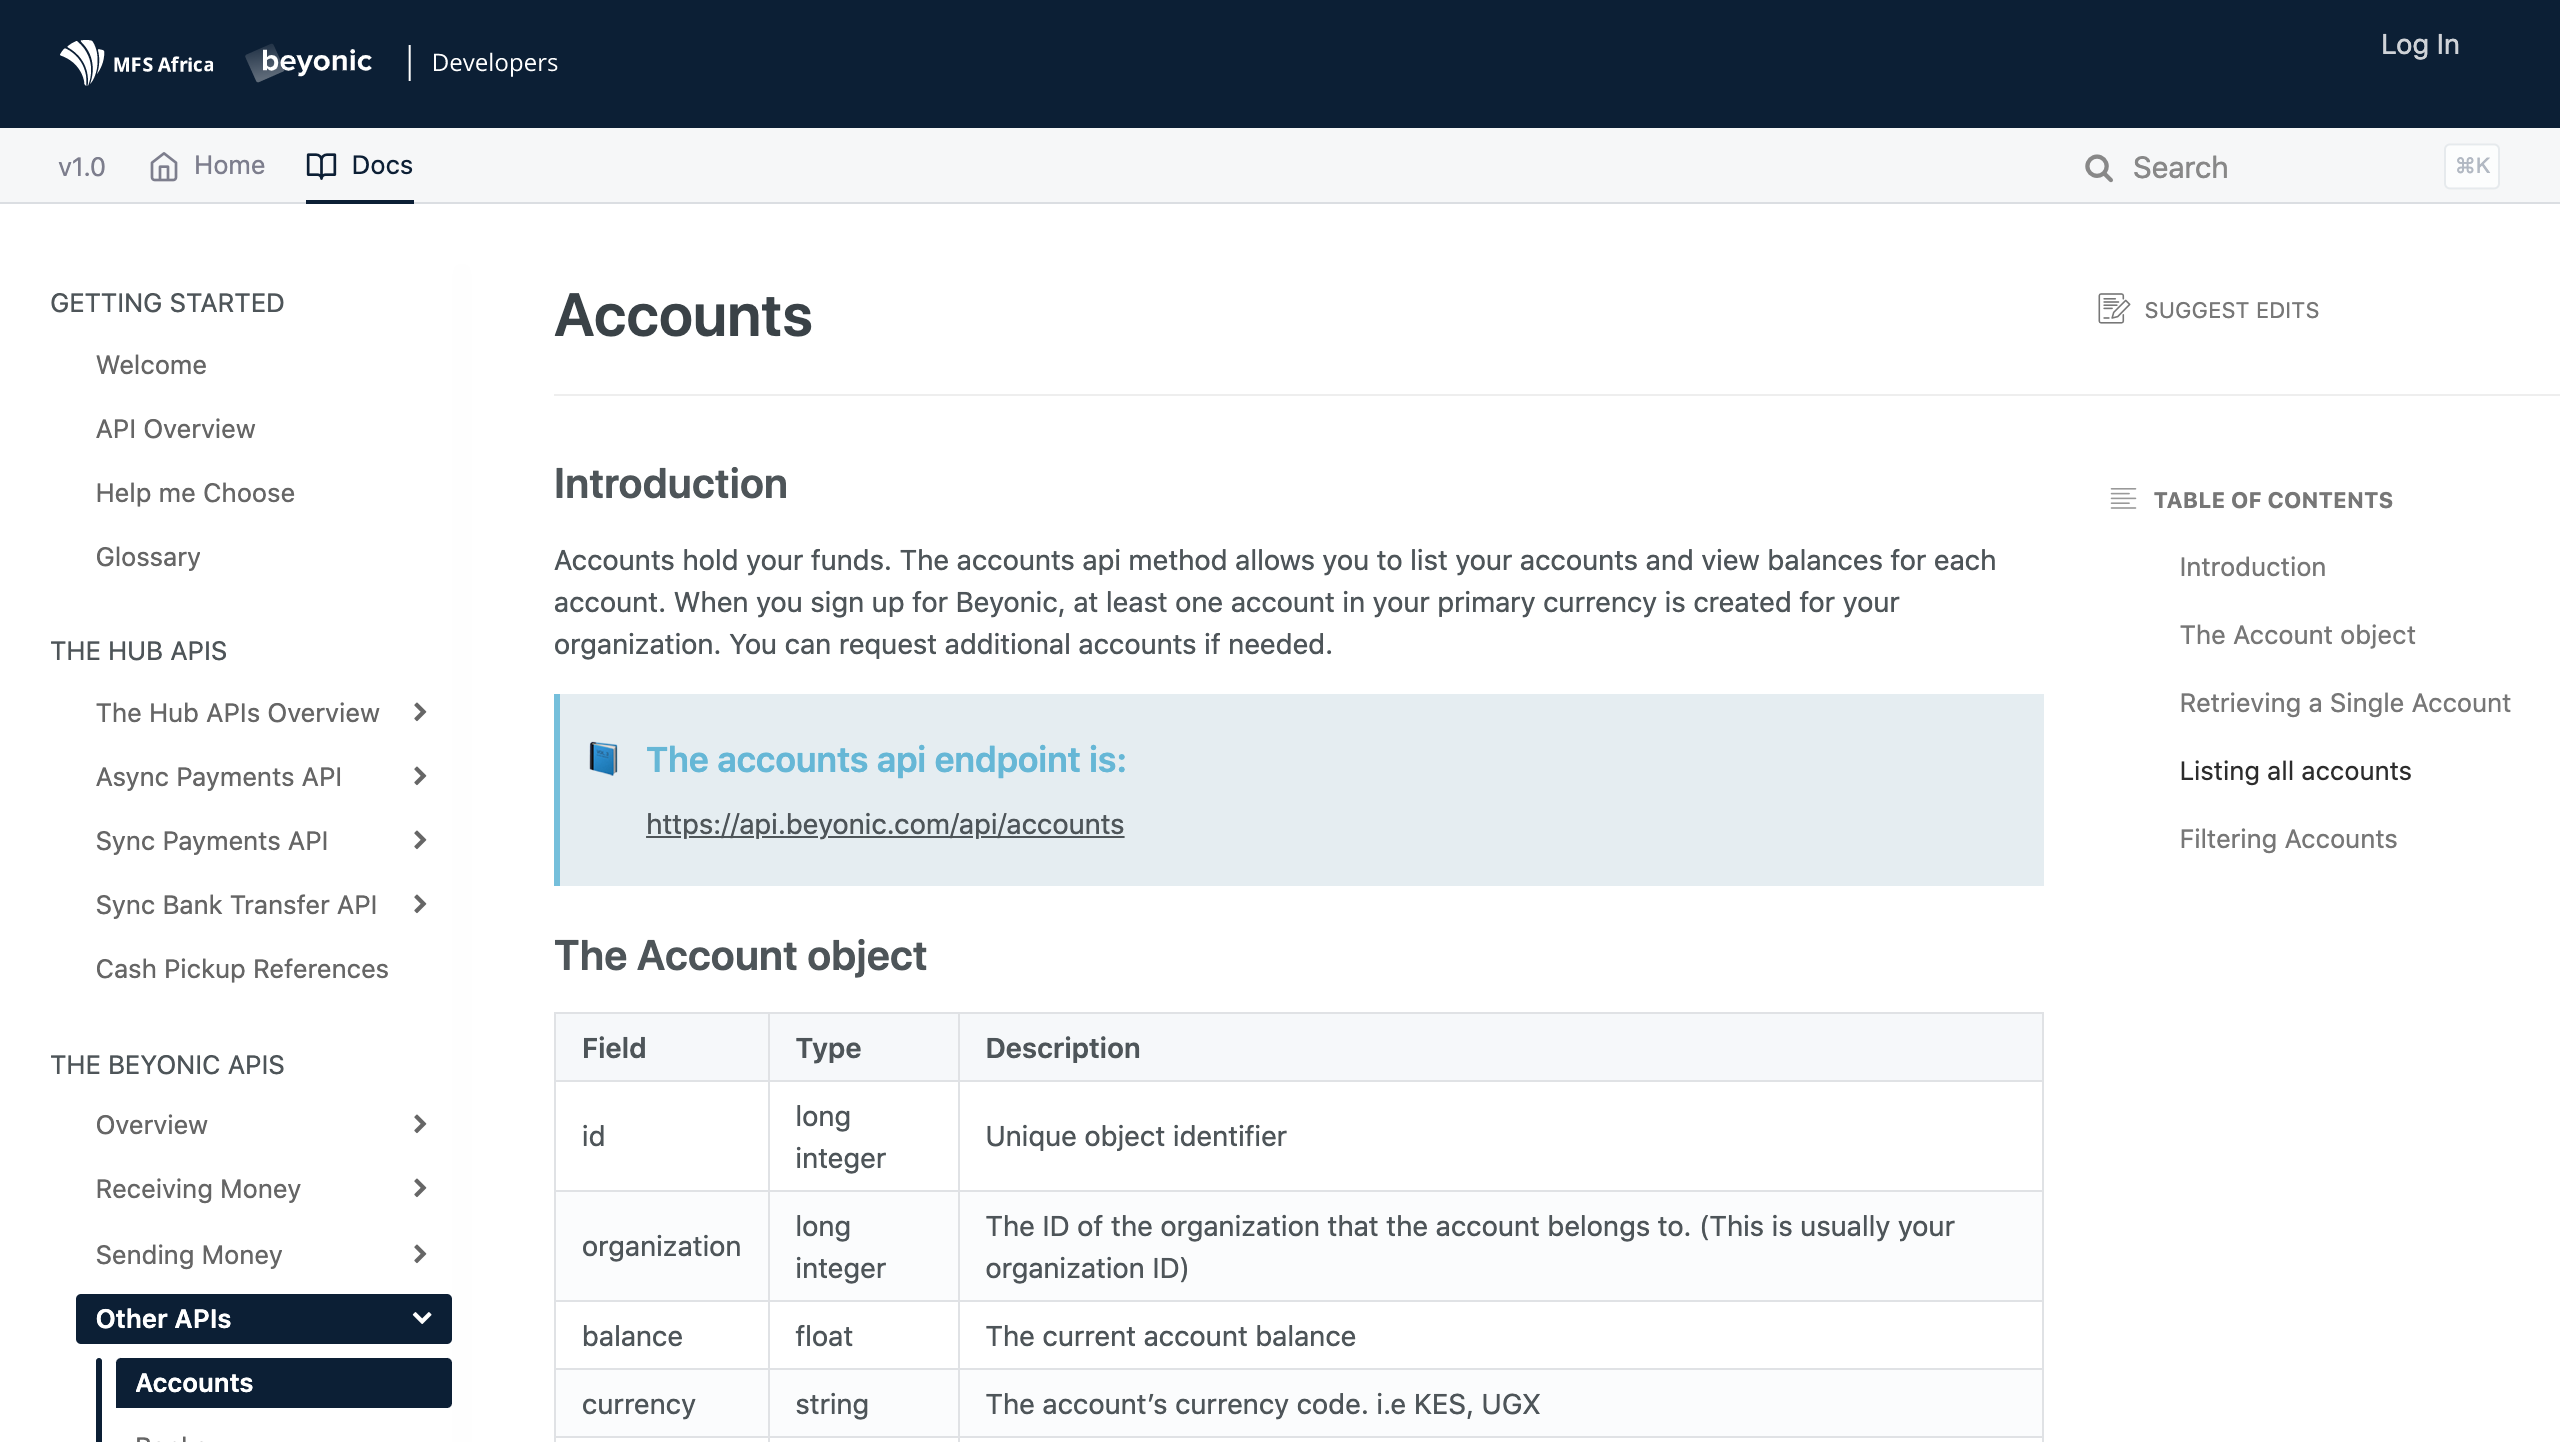 MFS Africa beyonic Developers
Log In
v1.0 Home Docs
Search ⌘K
GETTING STARTED
Welcome
API Overview
Help me Choose
Glossary
THE HUB APIS
The Hub APIs Overview
Async Payments API
Sync Payments API
Sync Bank Transfer API
Cash Pickup References
THE BEYONIC APIS
Overview
Receiving Money
Sending Money
Other APIs
Accounts
Accounts
SUGGEST EDITS
Introduction
Accounts hold your funds. The accounts api method allows you to list your accounts and view balances for each
account. When you sign up for Beyonic, at least one account in your primary currency is created for your
organization. You can request additional accounts if needed.
The accounts api endpoint is:
https://api.beyonic.com/api/accounts
The Account object
Field Type Description
id long integer Unique object identifier
organization long integer The ID of the organization that the account belongs to. (This is usually your
organization ID)
balance float The current account balance
currency string The account’s currency code. i.e KES, UGX
TABLE OF CONTENTS
Introduction
The Account object
Retrieving a Single Account
Listing all accounts
Filtering Accounts